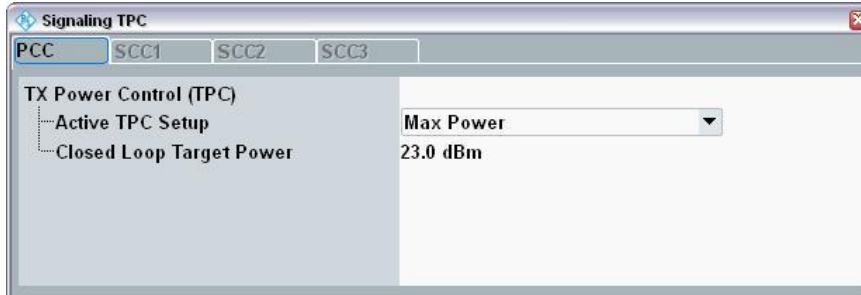 Signaling TPC
PCC SCC1 SCC2 SCC3
TX Power Control (TPC)
Active TPC Setup Max Power
Closed Loop Target Power 23.0 dBm